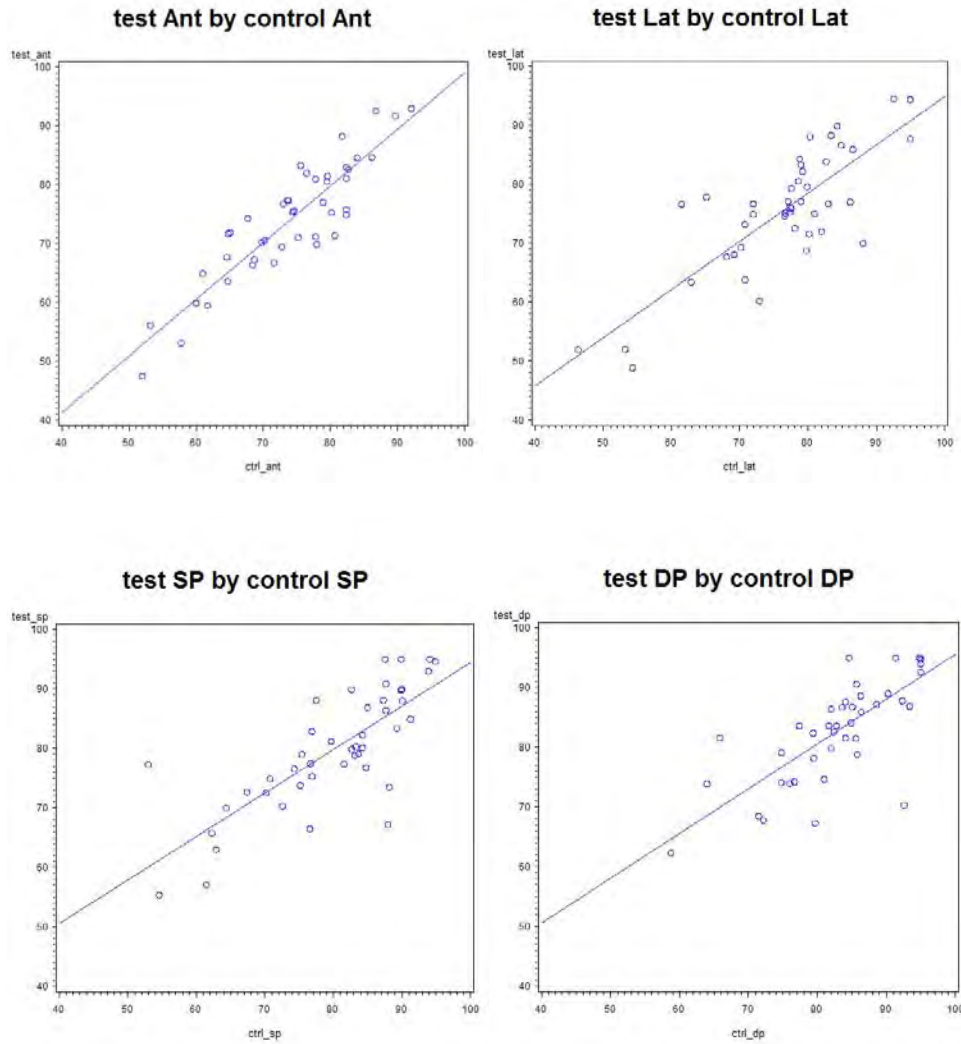 test Ant by control Ant
test_ant
100
90
80
70
60
50
40
40 50 60 70 80 90 100
ctrl_ant
test Lat by control Lat
test_lat
100
90
80
70
60
50
40
40 50 60 70 80 90 100
ctrl_lat
test SP by control SP
test_sp
100
90
80
70
60
50
40
40 50 60 70 80 90 100
ctrl_sp
test DP by control DP
test_dp
100
90
80
70
60
50
40
40 50 60 70 80 90 100
ctrl_dp